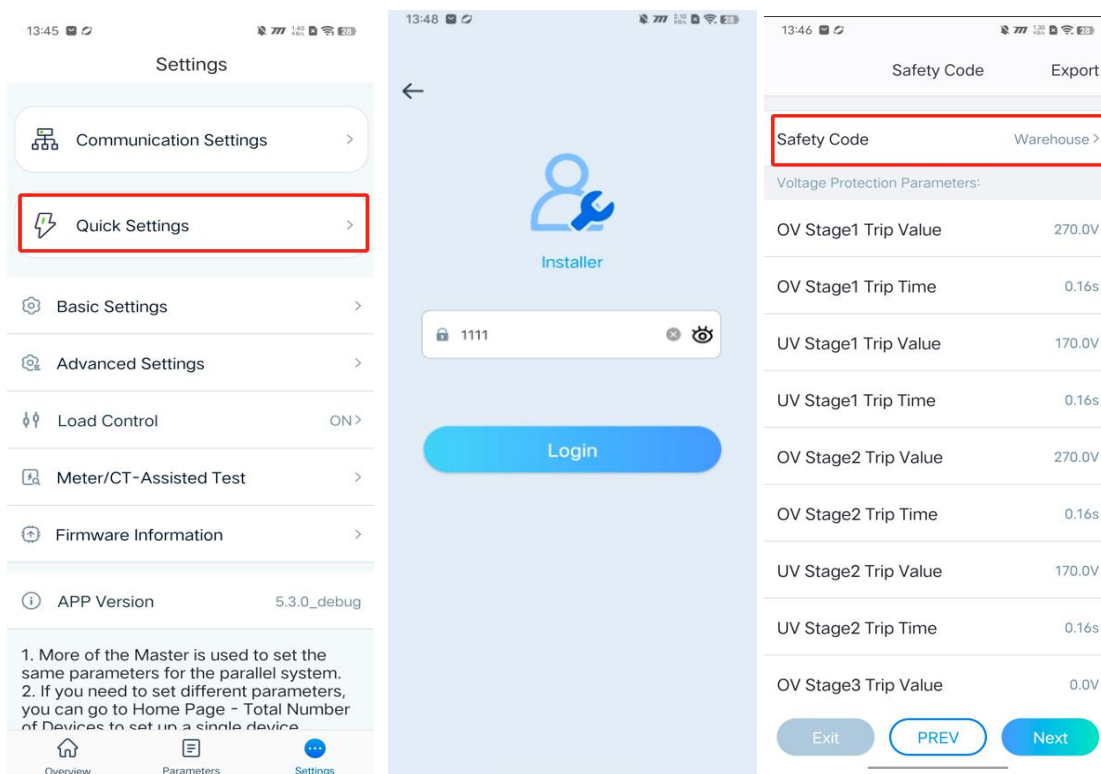 13:45
28
Settings
Communication Settings
Quick Settings
Basic Settings
Advanced Settings
Load Control ON
Meter/CT-Assisted Test
Firmware Information
APP Version 5.3.0_debug
1. More of the Master is used to set the
same parameters for the parallel system.
2. If you need to set different parameters,
you can go to Home Page - Total Number
of Devices to set up a single device
Overview Parameters Settings
13:48
28
Installer
1111
Login
13:46
28
Safety Code Export
Safety Code Warehouse
Voltage Protection Parameters:
OV Stage1 Trip Value 270.0V
OV Stage1 Trip Time 0.16s
UV Stage1 Trip Value 170.0V
UV Stage1 Trip Time 0.16s
OV Stage2 Trip Value 270.0V
OV Stage2 Trip Time 0.16s
UV Stage2 Trip Value 170.0V
UV Stage2 Trip Time 0.16s
OV Stage3 Trip Value 0.0V
Exit PREV Next